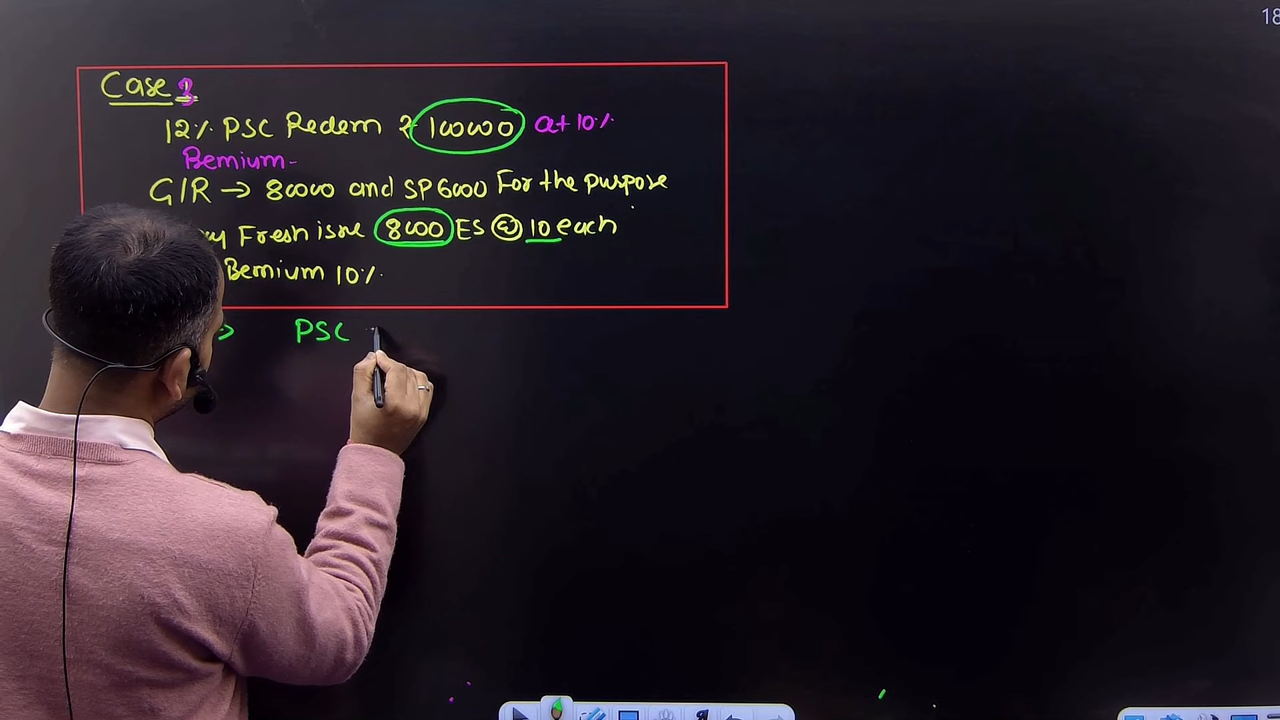 18
Case 3
12% PSC Redem ₹ 100000 at 10%
Premium-
G/R → 80000 and SP 6000 For the purpose
Fresh issue 8000 ES @ 10 each
Premium 10%
→ PSC